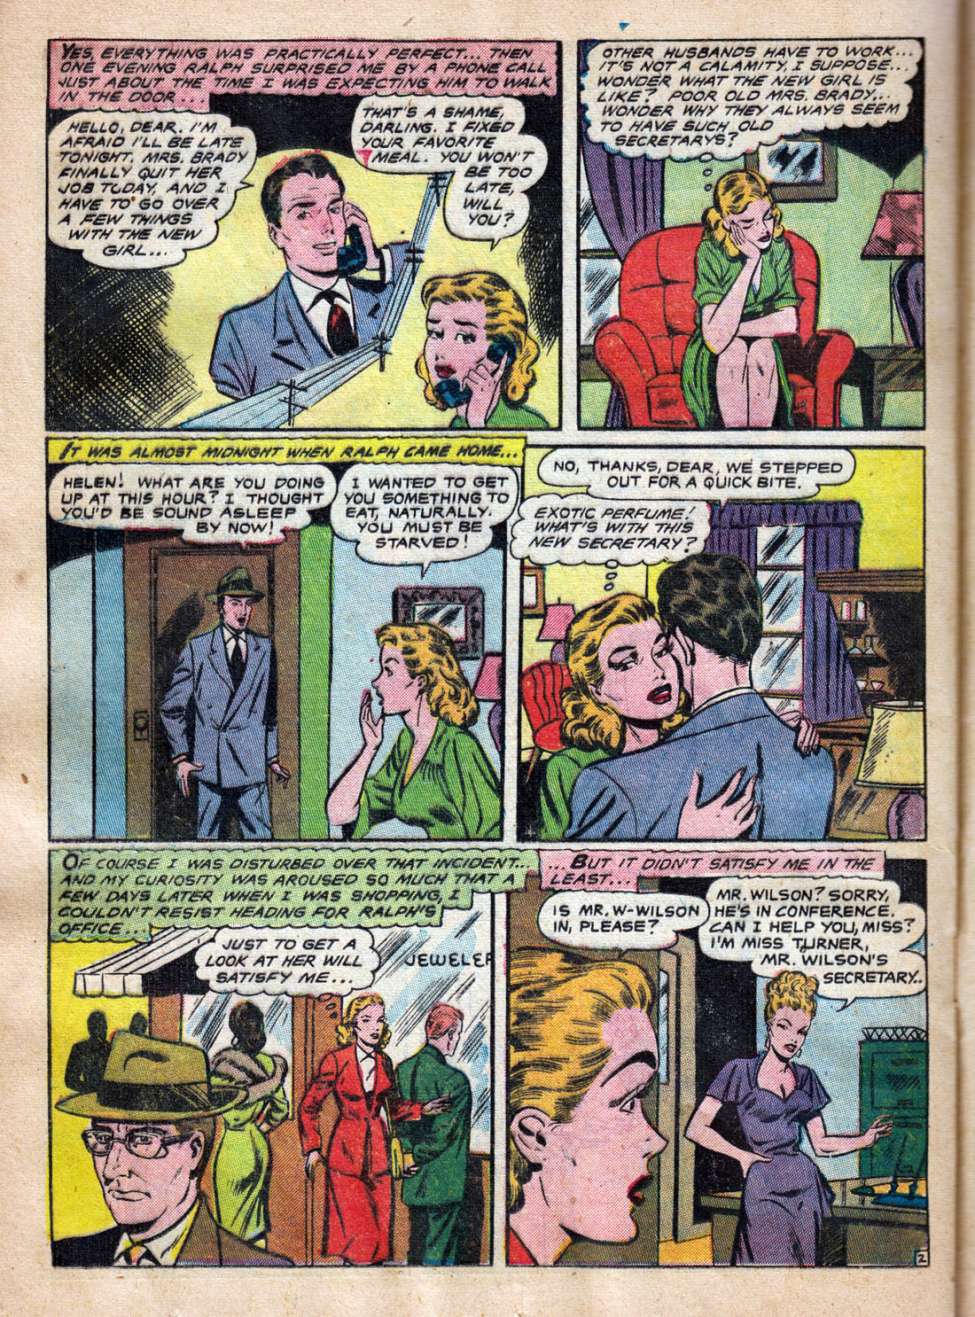 YES, EVERYTHING WAS PRACTICALLY PERFECT... THEN
ONE EVENING RALPH SURPRISED ME BY A PHONE CALL
JUST ABOUT THE TIME I WAS EXPECTING HIM TO WALK
IN THE DOOR...
HELLO, DEAR. I'M
AFRAID I'LL BE LATE
TONIGHT. MRS. BRADY
FINALLY QUIT HER
JOB TODAY, AND I
HAVE TO GO OVER
A FEW THINGS
WITH THE NEW
GIRL...
THAT'S A SHAME,
DARLING. I FIXED
YOUR FAVORITE
MEAL. YOU WON'T
BE TOO
LATE,
WILL
YOU?
OTHER HUSBANDS HAVE TO WORK...
IT'S NOT A CALAMITY, I SUPPOSE...
WONDER WHAT THE NEW GIRL IS
LIKE? POOR OLD MRS. BRADY...
WONDER WHY THEY ALWAYS SEEM
TO HAVE SUCH OLD
SECRETARYS?
IT WAS ALMOST MIDNIGHT WHEN RALPH CAME HOME...
HELEN! WHAT ARE YOU DOING
UP AT THIS HOUR? I THOUGHT
YOU'D BE SOUND ASLEEP
BY NOW!
I WANTED TO GET
YOU SOMETHING TO
EAT, NATURALLY.
YOU MUST BE
STARVED!
NO, THANKS, DEAR, WE STEPPED
OUT FOR A QUICK BITE.
EXOTIC PERFUME!
WHAT'S WITH THIS
NEW SECRETARY?
OF COURSE I WAS DISTURBED OVER THAT INCIDENT...
AND MY CURIOSITY WAS AROUSED SO MUCH THAT A
FEW DAYS LATER WHEN I WAS SHOPPING, I
COULDN'T RESIST HEADING FOR RALPH'S
OFFICE...
JUST TO GET A
LOOK AT HER WILL
SATISFY ME...
JEWELER
...BUT IT DIDN'T SATISFY ME IN THE
LEAST...
IS MR. W-WILSON
IN, PLEASE?
MR. WILSON? SORRY,
HE'S IN CONFERENCE.
CAN I HELP YOU, MISS?
I'M MISS TURNER,
MR. WILSON'S
SECRETARY..
2